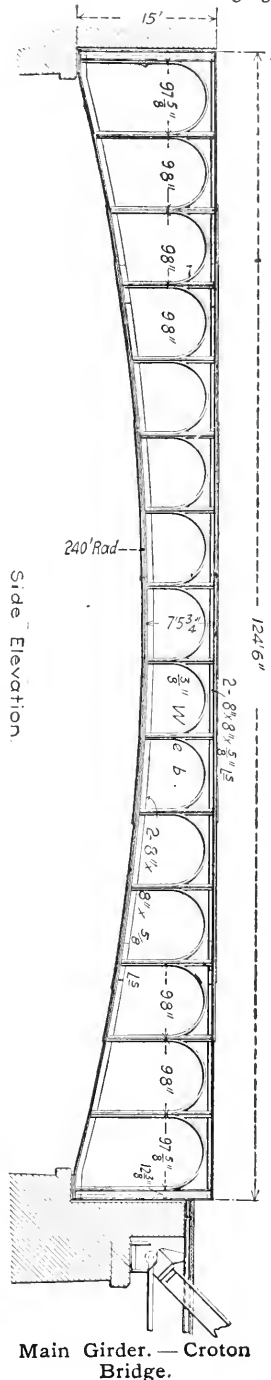 15'
97 5/8"
98"
98"
98"
240' Rad
7'5 3/4"
124'6"
3/8" Web.
2-8"x8"x5/8" Ls
2-8"x8"x5/8" Ls
98"
98"
97 5/8"
12 3/8"
Side Elevation.
Main Girder. — Croton
Bridge.